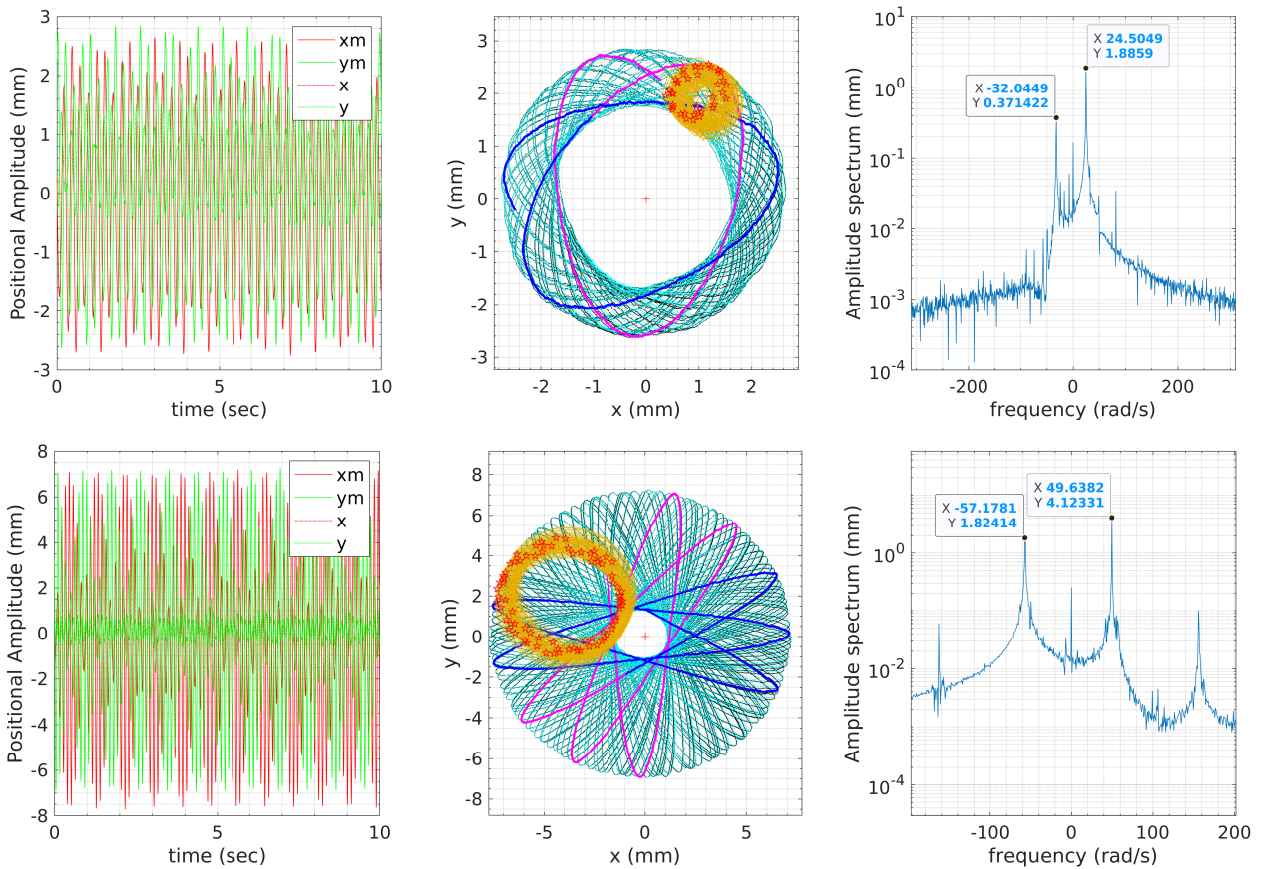 Positional Amplitude (mm)
3
2
1
0
-1
-2
-3
0
5
10
time (sec)
xm
ym
x
y
y (mm)
3
2
1
0
-1
-2
-3
-2
-1
0
1
2
x (mm)
Amplitude spectrum (mm)
10^1
10^0
10^-1
10^-2
10^-3
10^-4
-200
0
200
frequency (rad/s)
X 24.5049
Y 1.8859
X -32.0449
Y 0.371422
Positional Amplitude (mm)
8
6
4
2
0
-2
-4
-6
-8
0
5
10
time (sec)
xm
ym
x
y
y (mm)
8
6
4
2
0
-2
-4
-6
-8
-5
0
5
x (mm)
Amplitude spectrum (mm)
10^0
10^-2
10^-4
-100
0
100
200
frequency (rad/s)
X 49.6382
Y 4.12331
X -57.1781
Y 1.82414